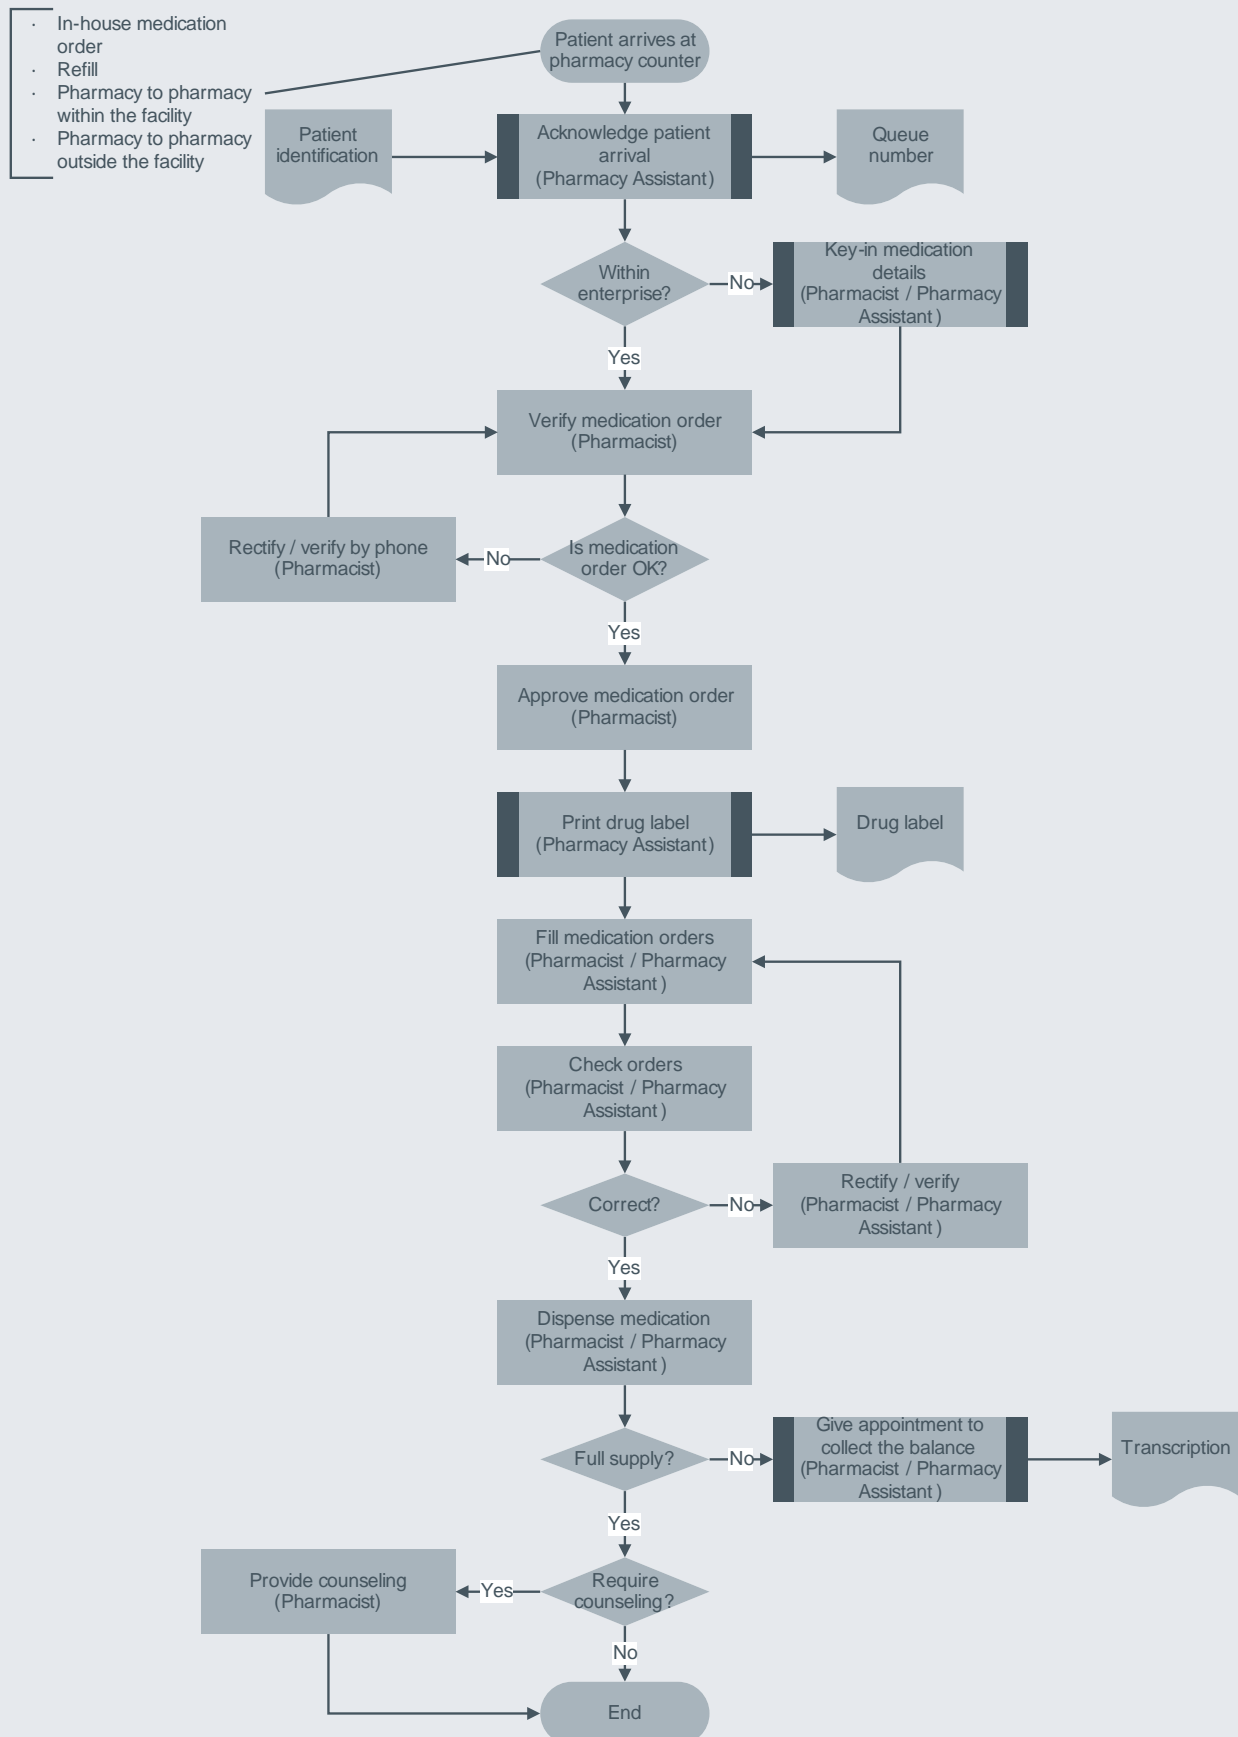 · In-house medication
order
· Refill
· Pharmacy to pharmacy
within the facility
· Pharmacy to pharmacy
outside the facility
Patient arrives at
pharmacy counter
Patient
identification
Acknowledge patient
arrival
(Pharmacy Assistant)
Queue
number
Within
enterprise?
No
Key-in medication
details
(Pharmacist / Pharmacy
Assistant)
Yes
Verify medication order
(Pharmacist)
Rectify / verify by phone
(Pharmacist)
No
Is medication
order OK?
Yes
Approve medication order
(Pharmacist)
Print drug label
(Pharmacy Assistant)
Drug label
Fill medication orders
(Pharmacist / Pharmacy
Assistant)
Check orders
(Pharmacist / Pharmacy
Assistant)
Correct?
No
Rectify / verify
(Pharmacist / Pharmacy
Assistant)
Yes
Dispense medication
(Pharmacist / Pharmacy
Assistant)
Full supply?
No
Give appointment to
collect the balance
(Pharmacist / Pharmacy
Assistant)
Transcription
Yes
Provide counseling
(Pharmacist)
Yes
Require
counseling?
No
End